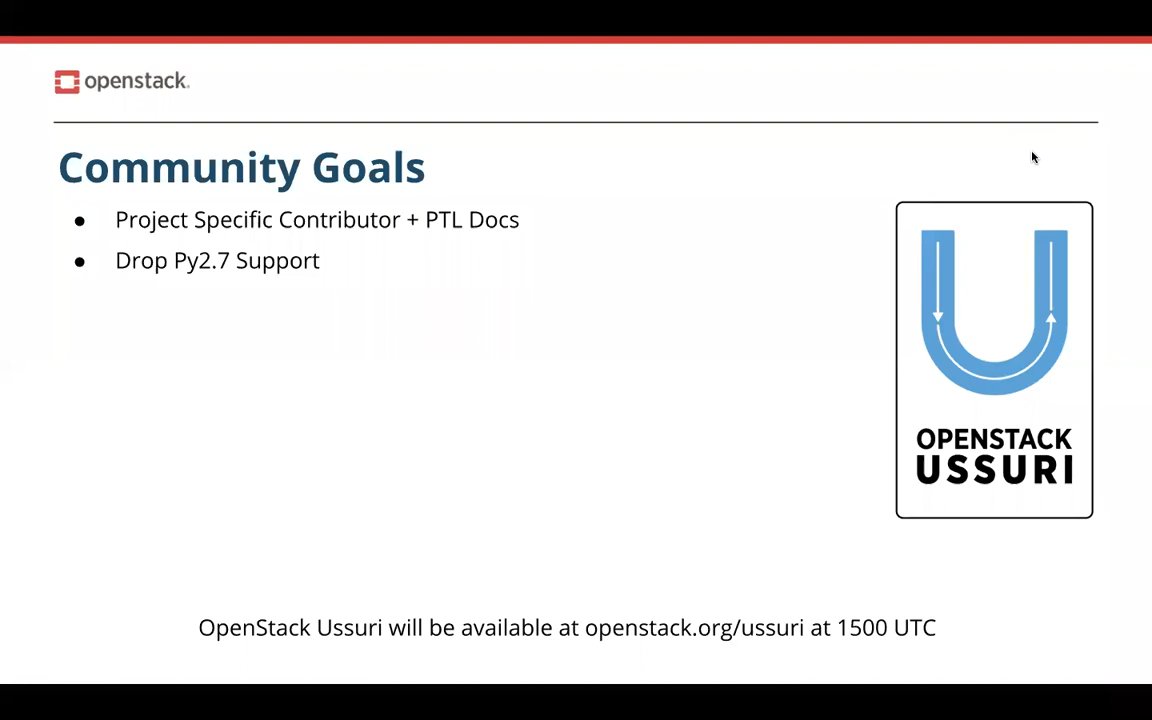 openstack.
Community Goals
● Project Specific Contributor + PTL Docs
● Drop Py2.7 Support
OPENSTACK
USSURI
OpenStack Ussuri will be available at openstack.org/ussuri at 1500 UTC